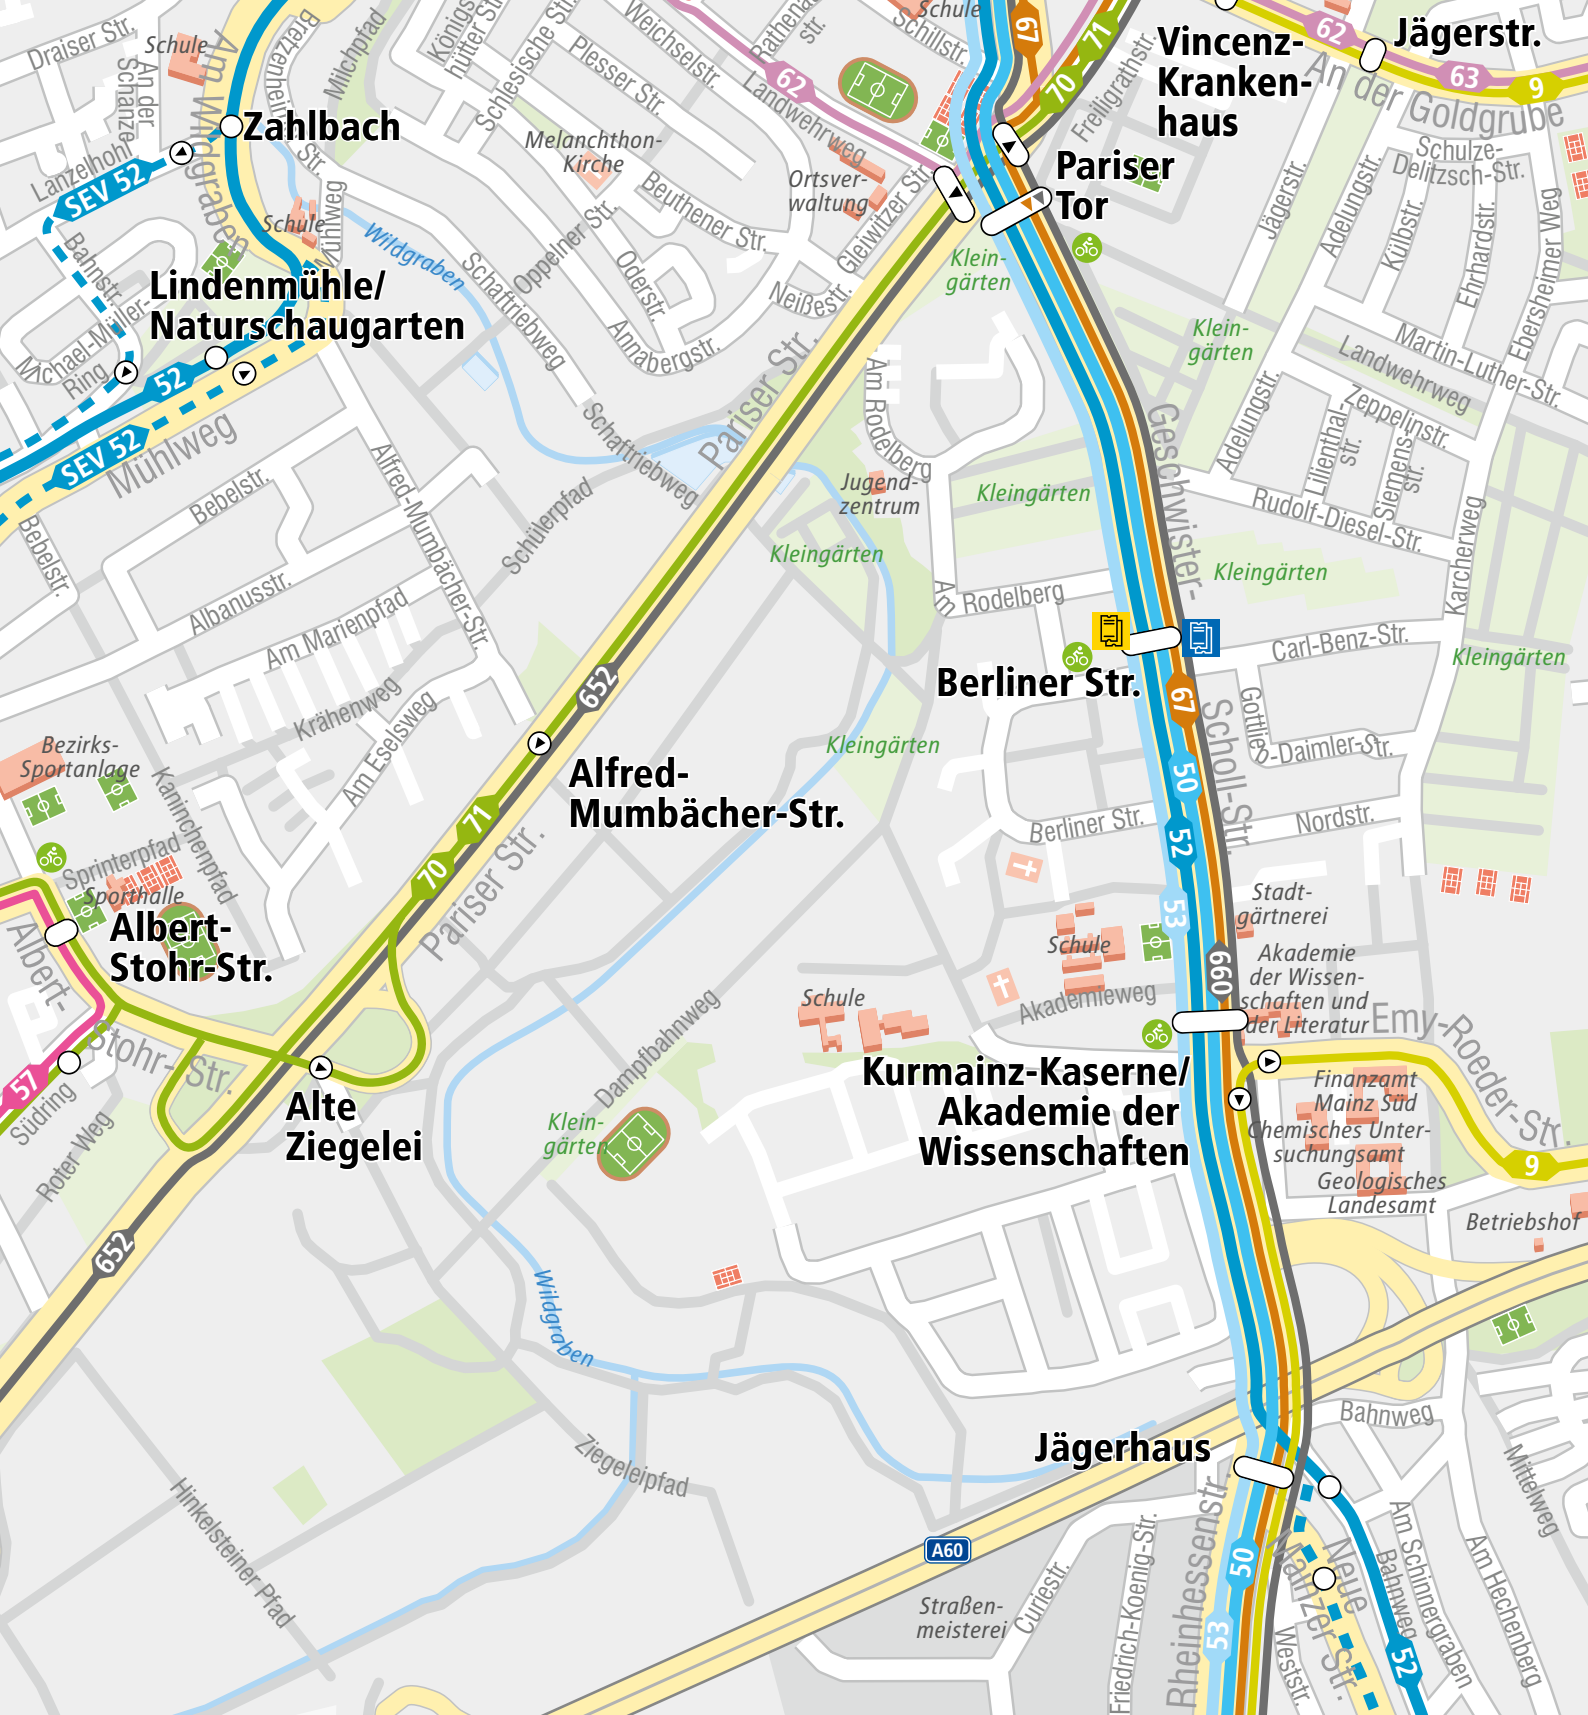 Draiser Str.
Schule
An der
Schanze
Am Wildgraben
Bretzenheimer Str.
Milchpfad
Königs-
hütter Str.
Schlesische Str.
Weichselstr.
Plesser Str.
Rathenau
str.
62
Landwehrweg
Schule
Schillstr.
67
71
70
Freiligrathstr.
Vincenz-
Kranken-
haus
62
Jägerstr.
63
9
An der Goldgrube
Zahlbach
Lanzelhohl
SEV 52
Schule
Mühlweg
Wildgraben
Melanchthon-
Kirche
Beuthener Str.
Ortsver-
waltung
Gleiwitzer Str.
Pariser
Tor
Schulze-
Delitzsch-Str.
Jägerstr.
Adelungstr.
Külbstr.
Ehrhardstr.
Ebersheimer Weg
Bahnstr.
Lindenmühle/
Naturschaugarten
Michael-Müller-
Ring
52
SEV 52
Mühlweg
Schaftriebweg
Oppelner Str.
Oderstr.
Annabergstr.
Neißestr.
Pariser Str.
Klein-
gärten
Klein-
gärten
Landwehrweg
Martin-Luther-Str.
Zeppelinstr.
Lilienthal-
str.
Siemens-
str.
Adelungstr.
Rudolf-Diesel-Str.
Am Rodelberg
Jugend-
zentrum
Kleingärten
Geschwister-
Scholl-Str.
Karcherweg
Bebelstr.
Bebelstr.
Alfred-Mumbächer-Str.
Schaftriebweg
Schülerpfad
Kleingärten
Kleingärten
Kleingärten
Albanusstr.
Am Marienpfad
Am Rodelberg
Carl-Benz-Str.
Berliner Str.
67
Gottlieb-Daimler-Str.
Krähenweg
Am Eselsweg
652
Kleingärten
50
Bezirks-
Sportanlage
Kaninchenpfad
Alfred-
Mumbächer-Str.
Berliner Str.
52
Nordstr.
Sprinterpfad
Sporthalle
71
70
Pariser Str.
53
Stadt-
gärtnerei
Albert-
Stohr-Str.
Albert-
Stohr- Str.
Schule
660
Akademie
der Wissen-
schaften und
der Literatur
Schule
Akademieweg
Emy-Roeder-Str.
Dampfbahnweg
57
Südring
Roter Weg
Alte
Ziegelei
Klein-
gärten
Kurmainz-Kaserne/
Akademie der
Wissenschaften
Finanzamt
Mainz Süd
Chemisches Unter-
suchungsamt
Geologisches
Landesamt
9
Betriebshof
652
Wildgraben
Jägerhaus
Bahnweg
Mittelweg
Ziegeleipfad
Hinkelsteiner Pfad
A60
Straßen-
meisterei
Curiestr.
Friedrich-Koenig-Str.
Rheinhessenstr.
50
53
Neue
Mainzer Str.
Weststr.
Bahnweg
52
Am Schinnergraben
Am Hechenberg